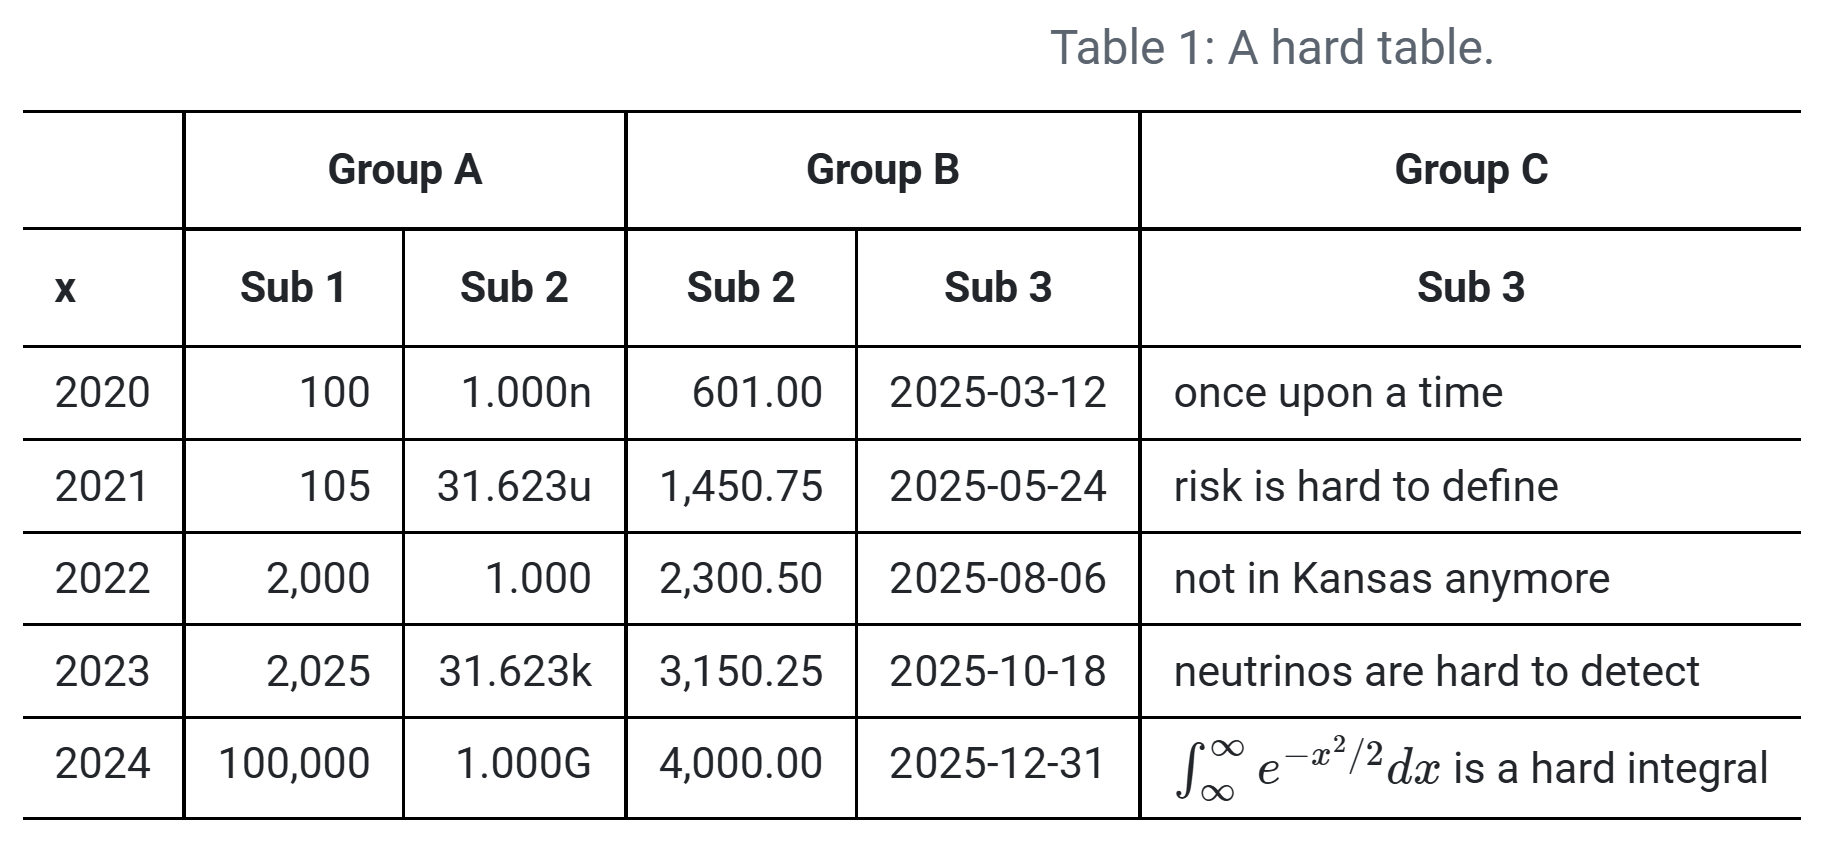 Table 1: A hard table.
Group A Group B Group C
x Sub 1 Sub 2 Sub 2 Sub 3 Sub 3
2020 100 1.000n 601.00 2025-03-12 once upon a time
2021 105 31.623u 1,450.75 2025-05-24 risk is hard to define
2022 2,000 1.000 2,300.50 2025-08-06 not in Kansas anymore
2023 2,025 31.623k 3,150.25 2025-10-18 neutrinos are hard to detect
2024 100,000 1.000G 4,000.00 2025-12-31 ∫_∞^∞ e^{-x^2/2}dx is a hard integral